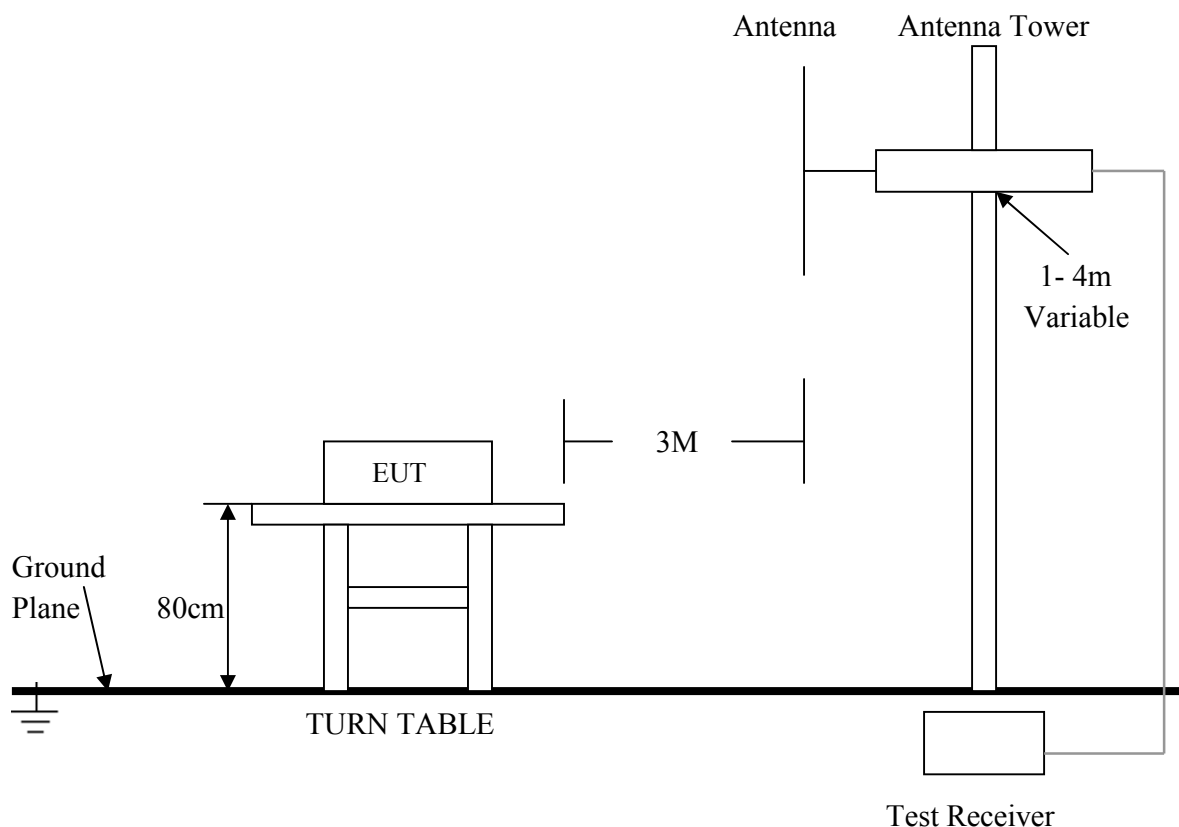 Antenna
Antenna Tower
1- 4m
Variable
3M
EUT
Ground
Plane
80cm
TURN TABLE
Test Receiver